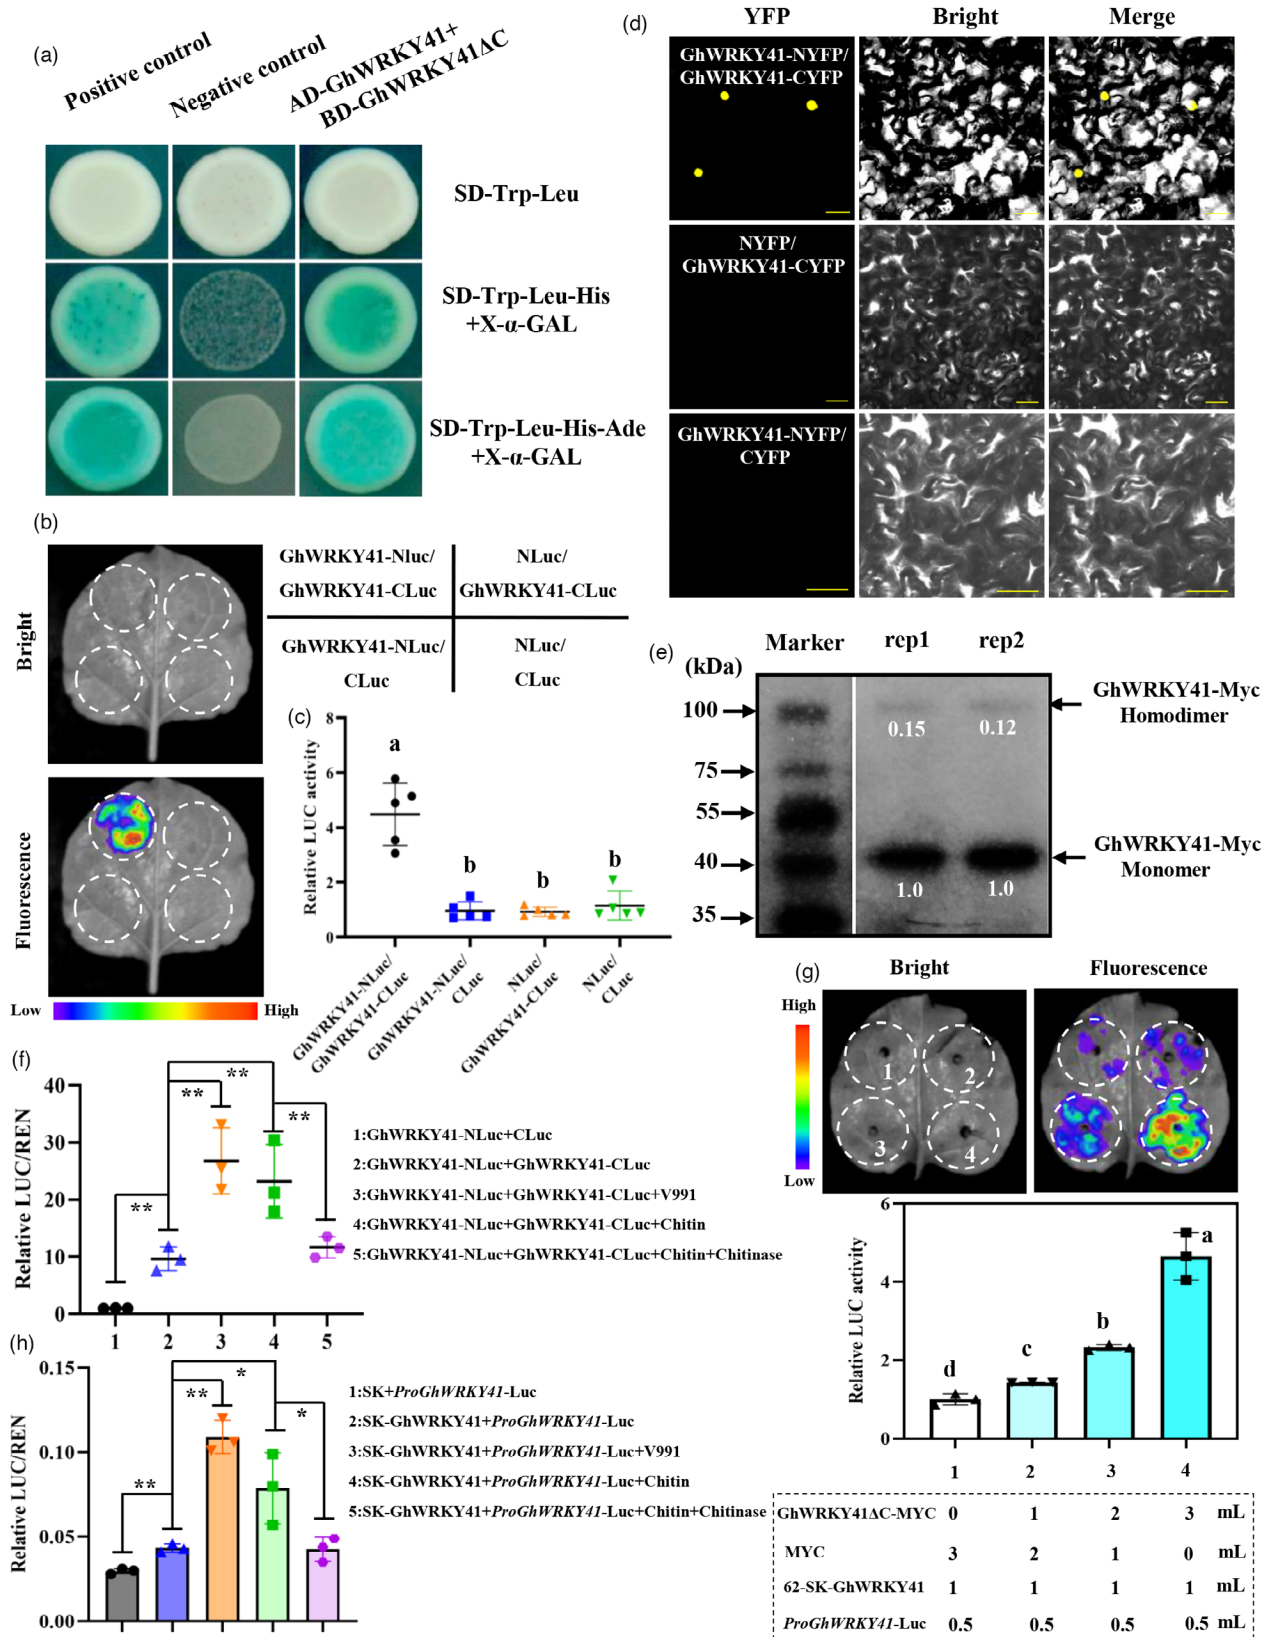 (a)
Positive control
Negative control
AD-GhWRKY41+
BD-GhWRKY41ΔC
SD-Trp-Leu
SD-Trp-Leu-His
+X-α-GAL
SD-Trp-Leu-His-Ade
+X-α-GAL
(d)
YFP
Bright
Merge
GhWRKY41-NYFP/
GhWRKY41-CYFP
NYFP/
GhWRKY41-CYFP
GhWRKY41-NYFP/
CYFP
(b)
Bright
Fluorescence
Low
High
GhWRKY41-Nluc/
GhWRKY41-CLuc
NLuc/
GhWRKY41-CLuc
GhWRKY41-NLuc/
CLuc
NLuc/
CLuc
(c)
Relative LUC activity
8
6
4
2
0
a
b
b
b
GhWRKY41-NLuc/
GhWRKY41-CLuc
GhWRKY41-NLuc/
CLuc
NLuc/
GhWRKY41-CLuc
NLuc/
CLuc
(e)
(kDa)
Marker
rep1
rep2
100
75
55
40
35
0.15
0.12
1.0
1.0
GhWRKY41-Myc
Homodimer
GhWRKY41-Myc
Monomer
(f)
Relative LUC/REN
40
30
20
10
0
**
**
**
**
1
2
3
4
5
1:GhWRKY41-NLuc+CLuc
2:GhWRKY41-NLuc+GhWRKY41-CLuc
3:GhWRKY41-NLuc+GhWRKY41-CLuc+V991
4:GhWRKY41-NLuc+GhWRKY41-CLuc+Chitin
5:GhWRKY41-NLuc+GhWRKY41-CLuc+Chitin+Chitinase
(g)
Bright
Fluorescence
High
Low
1
2
3
4
Relative LUC activity
6
4
2
0
d
c
b
a
1
2
3
4
GhWRKY41ΔC-MYC 0 1 2 3 mL
MYC 3 2 1 0 mL
62-SK-GhWRKY41 1 1 1 1 mL
ProGhWRKY41-Luc 0.5 0.5 0.5 0.5 mL
(h)
Relative LUC/REN
0.15
0.10
0.05
0.00
**
**
*
*
1:SK+ProGhWRKY41-Luc
2:SK-GhWRKY41+ProGhWRKY41-Luc
3:SK-GhWRKY41+ProGhWRKY41-Luc+V991
4:SK-GhWRKY41+ProGhWRKY41-Luc+Chitin
5:SK-GhWRKY41+ProGhWRKY41-Luc+Chitin+Chitinase